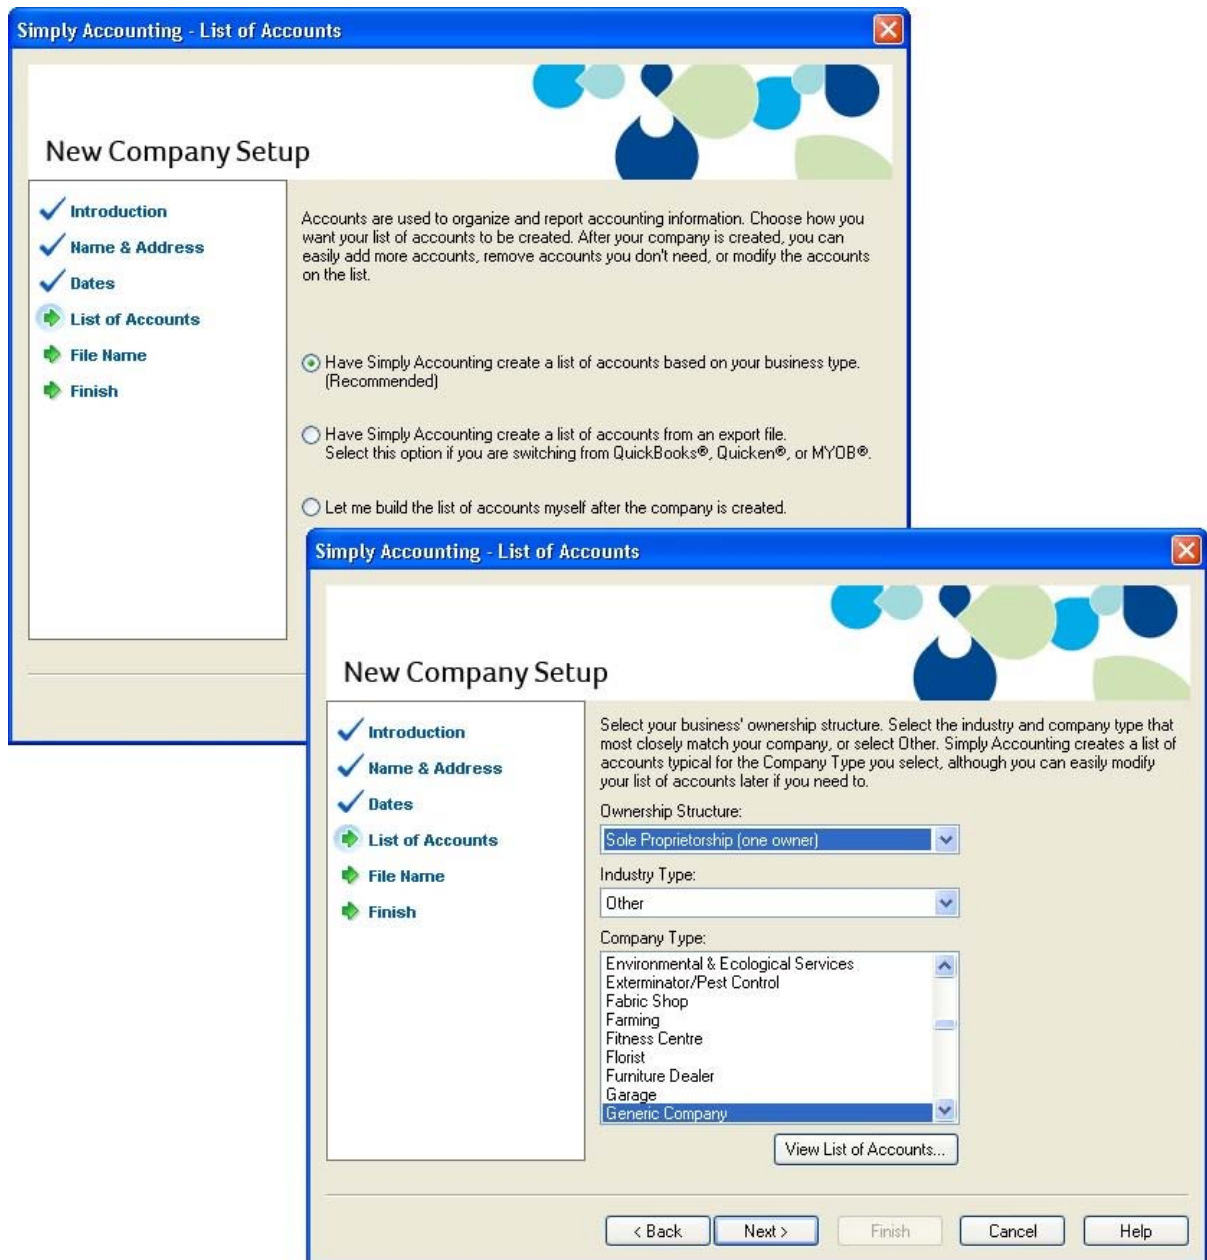 Simply Accounting - List of Accounts
New Company Setup
Introduction
Name & Address
Dates
List of Accounts
File Name
Finish
Accounts are used to organize and report accounting information. Choose how you
want your list of accounts to be created. After your company is created, you can
easily add more accounts, remove accounts you don't need, or modify the accounts
on the list.
Have Simply Accounting create a list of accounts based on your business type.
(Recommended)
Have Simply Accounting create a list of accounts from an export file.
Select this option if you are switching from QuickBooks®, Quicken®, or MYOB®.
Let me build the list of accounts myself after the company is created.
Simply Accounting - List of Accounts
New Company Setup
Introduction
Name & Address
Dates
List of Accounts
File Name
Finish
Select your business' ownership structure. Select the industry and company type that
most closely match your company, or select Other. Simply Accounting creates a list of
accounts typical for the Company Type you select, although you can easily modify
your list of accounts later if you need to.
Ownership Structure:
Sole Proprietorship (one owner)
Industry Type:
Other
Company Type:
Environmental & Ecological Services
Exterminator/Pest Control
Fabric Shop
Farming
Fitness Centre
Florist
Furniture Dealer
Garage
Generic Company
View List of Accounts...
< Back
Next >
Finish
Cancel
Help